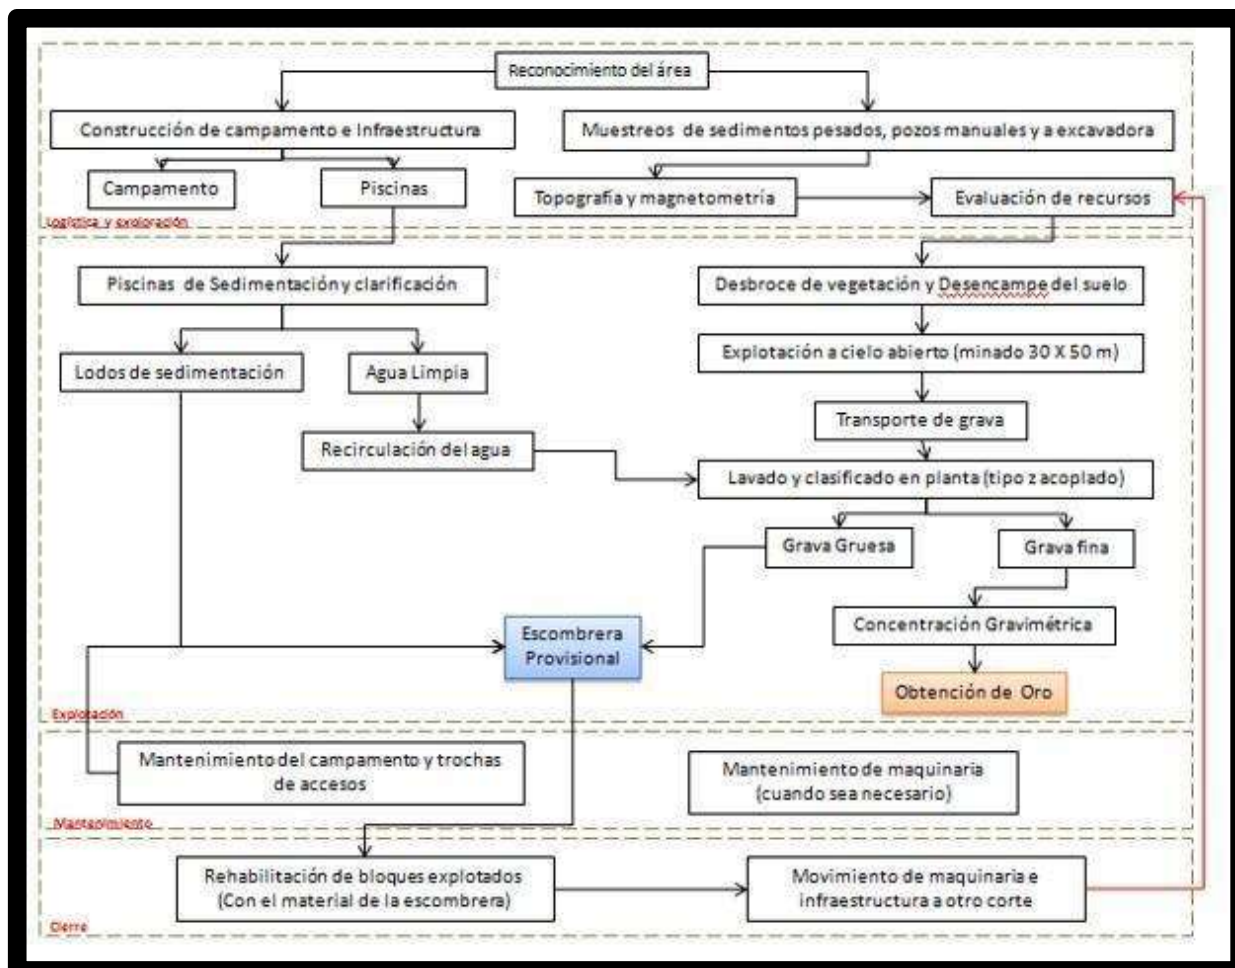 Reconocimiento del área
Construcción de campamento e Infraestructura
Muestreos de sedimentos pesados, pozos manuales y a excavadora
Campamento
Piscinas
Topografia y magnetometría
Evaluación de recursos
Logística y exploración
Piscinas de Sedimentación y clarificación
Desbroce de vegetación y Desencampe del suelo
Lodos de sedimentación
Agua Limpia
Explotación a cielo abierto (minado 30 X 50 m)
Transporte de grava
Recirculación del agua
Lavado y clasificado en planta (tipo z acoplado)
Grava Gruesa
Grava fina
Concentración Gravimétrica
Escombrera
Provisional
Obtención de Oro
Explotación
Mantenimiento del campamento y trochas
de accesos
Mantenimiento de maquinaria
(cuando sea necesario)
Mantenimiento
Rehabilitación de bloques explotados
(Con el material de la escombrera)
Movimiento de maquinaria e
infraestructura a otro corte
Cierre